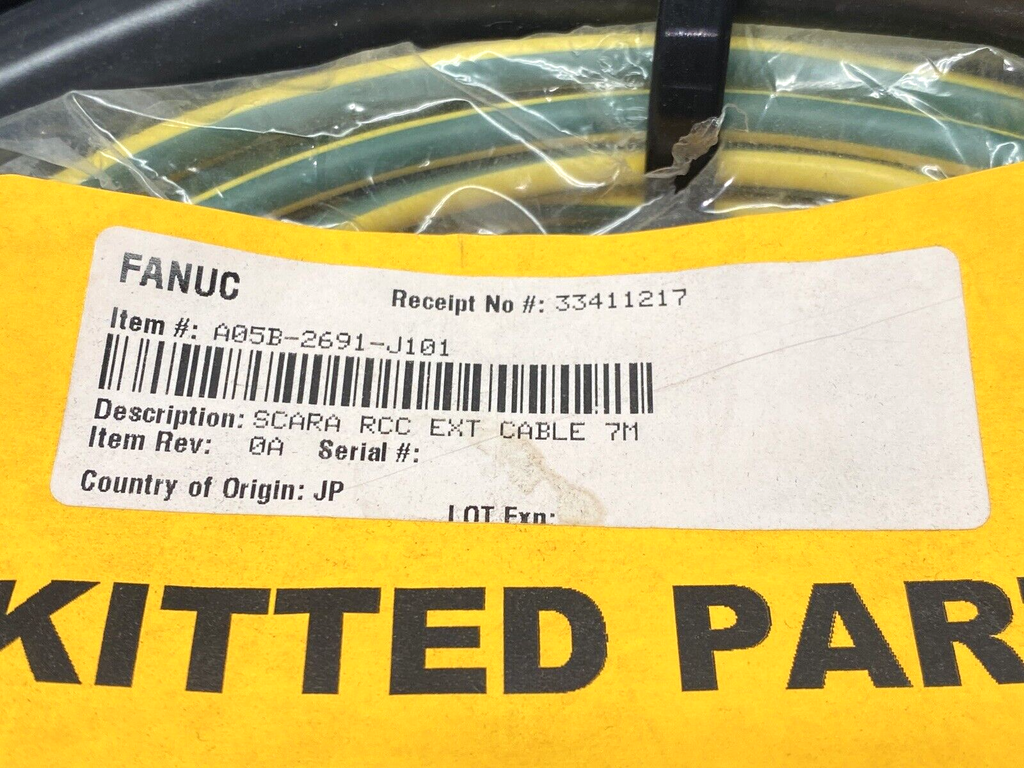 FANUC
Receipt No #: 33411217
Item #: A05B-2691-J101
Description: SCARA RCC EXT CABLE 7M
Item Rev: 0A Serial #:
Country of Origin: JP
LOT Exp:
KITTED PAR